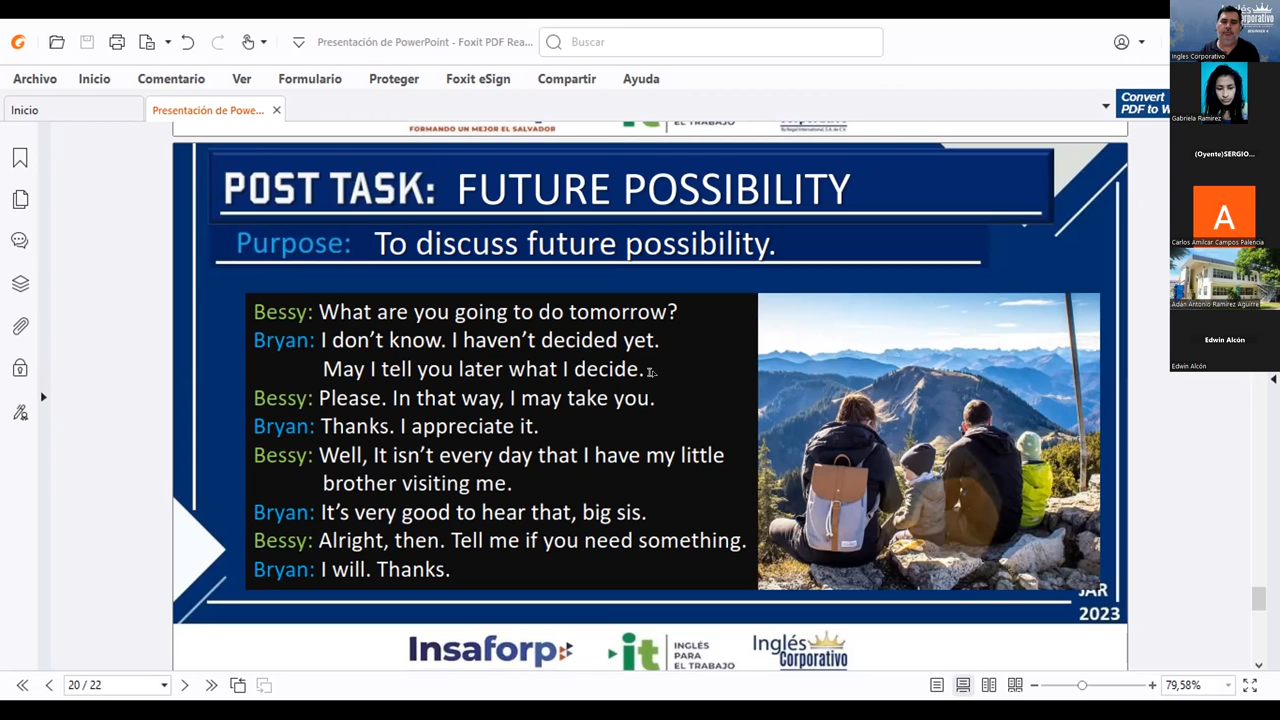 Presentación de PowerPoint - Foxit PDF Rea...
Buscar
Archivo Inicio Comentario Ver Formulario Proteger Foxit eSign Compartir Ayuda
Inicio
Presentación de Powe...
Convert
PDF to W
FORMANDO UN MEJOR EL SALVADOR
EL TRABAJO
POST TASK: FUTURE POSSIBILITY
Purpose: To discuss future possibility.
Bessy: What are you going to do tomorrow?
Bryan: I don't know. I haven't decided yet.
May I tell you later what I decide.
Bessy: Please. In that way, I may take you.
Bryan: Thanks. I appreciate it.
Bessy: Well, It isn't every day that I have my little
brother visiting me.
Bryan: It's very good to hear that, big sis.
Bessy: Alright, then. Tell me if you need something.
Bryan: I will. Thanks.
JAR
2023
Insaforp
it
INGLÉS
PARA
EL TRABAJO
Inglés
Corporativo
20 / 22
79,58%
ingles Corporativo
Gabriela Ramirez
(Oyente)SERGIO...
A
Carlos Amilcar Campos Palencia
Adán Antonio Ramírez Aguirre
Edwin Alcón
Edwin Alcón